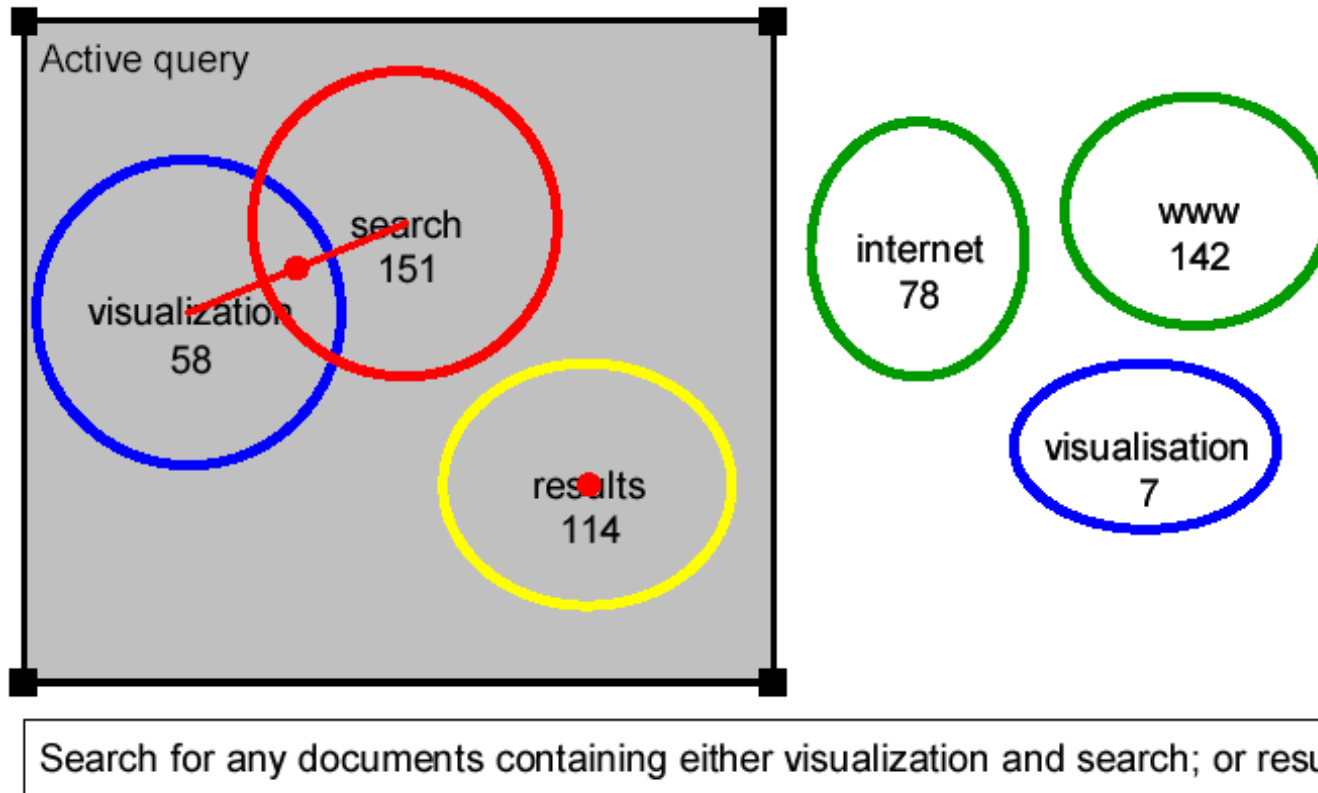 Active query
search
151
visualization
58
results
114
internet
78
www
142
visualisation
7
Search for any documents containing either visualization and search; or